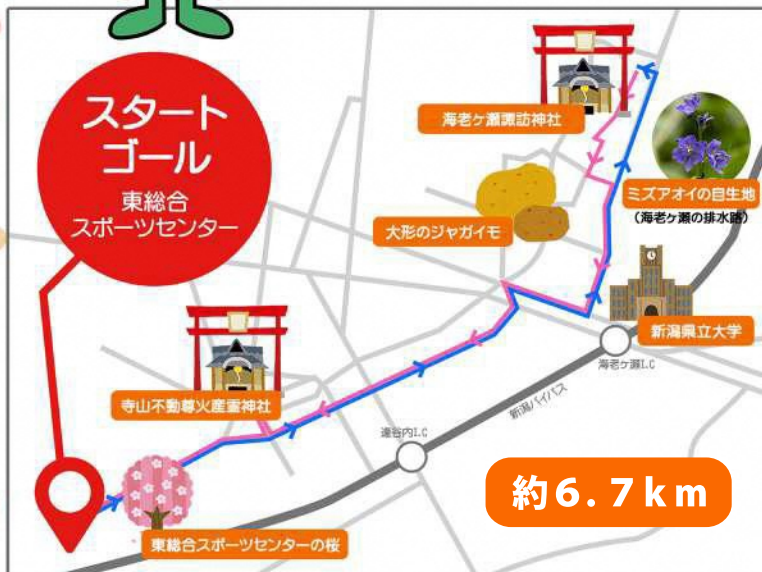 スタート
ゴール
東総合
スポーツセンター
海老ヶ瀬諏訪神社
ミズアオイの自生地
(海老ヶ瀬の排水路)
大形のジャガイモ
新潟県立大学
海老ヶ瀬I.C
寺山不動尊火産霊神社
新潟バイパス
逢谷内I.C
約6.7km
東総合スポーツセンターの桜